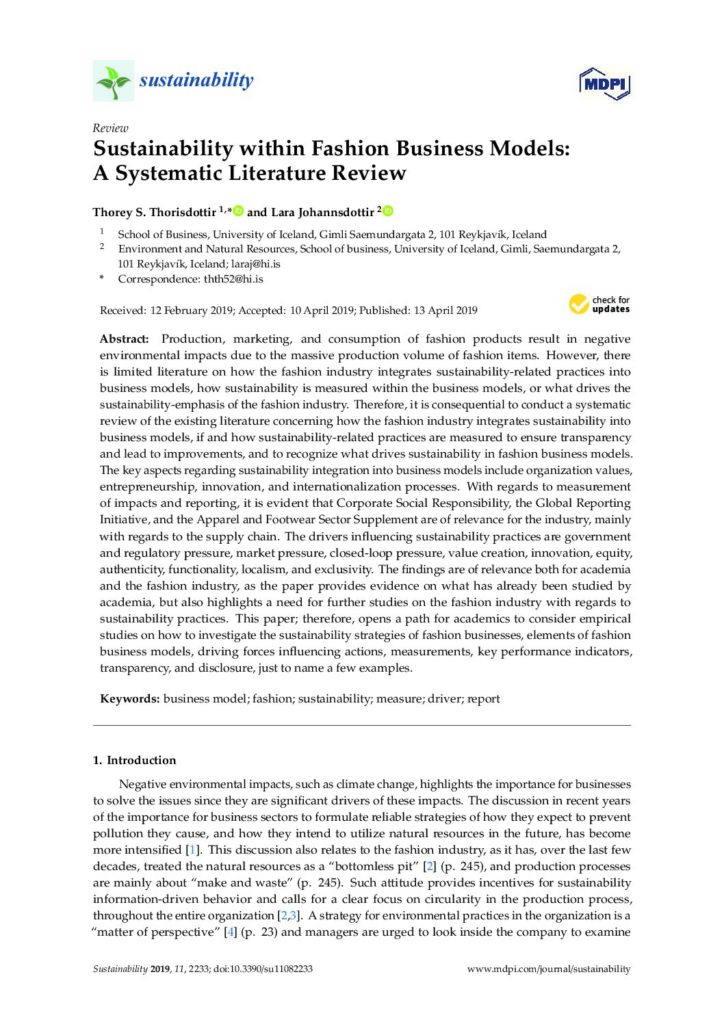 sustainability
MDPI
Review
Sustainability within Fashion Business Models:
A Systematic Literature Review
Thorey S. Thorisdottir 1,* iD and Lara Johannsdottir 2 iD
1 School of Business, University of Iceland, Gimli Saemundargata 2, 101 Reykjavík, Iceland
2 Environment and Natural Resources, School of business, University of Iceland, Gimli, Saemundargata 2,
101 Reykjavík, Iceland; laraj@hi.is
* Correspondence: thth52@hi.is
Received: 12 February 2019; Accepted: 10 April 2019; Published: 13 April 2019
check for
updates
Abstract: Production, marketing, and consumption of fashion products result in negative
environmental impacts due to the massive production volume of fashion items. However, there
is limited literature on how the fashion industry integrates sustainability-related practices into
business models, how sustainability is measured within the business models, or what drives the
sustainability-emphasis of the fashion industry. Therefore, it is consequential to conduct a systematic
review of the existing literature concerning how the fashion industry integrates sustainability into
business models, if and how sustainability-related practices are measured to ensure transparency
and lead to improvements, and to recognize what drives sustainability in fashion business models.
The key aspects regarding sustainability integration into business models include organization values,
entrepreneurship, innovation, and internationalization processes. With regards to measurement
of impacts and reporting, it is evident that Corporate Social Responsibility, the Global Reporting
Initiative, and the Apparel and Footwear Sector Supplement are of relevance for the industry, mainly
with regards to the supply chain. The drivers influencing sustainability practices are government
and regulatory pressure, market pressure, closed-loop pressure, value creation, innovation, equity,
authenticity, functionality, localism, and exclusivity. The findings are of relevance both for academia
and the fashion industry, as the paper provides evidence on what has already been studied by
academia, but also highlights a need for further studies on the fashion industry with regards to
sustainability practices. This paper; therefore, opens a path for academics to consider empirical
studies on how to investigate the sustainability strategies of fashion businesses, elements of fashion
business models, driving forces influencing actions, measurements, key performance indicators,
transparency, and disclosure, just to name a few examples.
Keywords: business model; fashion; sustainability; measure; driver; report
1. Introduction
Negative environmental impacts, such as climate change, highlights the importance for businesses
to solve the issues since they are significant drivers of these impacts. The discussion in recent years
of the importance for business sectors to formulate reliable strategies of how they expect to prevent
pollution they cause, and how they intend to utilize natural resources in the future, has become
more intensified [1]. This discussion also relates to the fashion industry, as it has, over the last few
decades, treated the natural resources as a “bottomless pit” [2] (p. 245), and production processes
are mainly about “make and waste” (p. 245). Such attitude provides incentives for sustainability
information-driven behavior and calls for a clear focus on circularity in the production process,
throughout the entire organization [2,3]. A strategy for environmental practices in the organization is a
“matter of perspective” [4] (p. 23) and managers are urged to look inside the company to examine
Sustainability 2019, 11, 2233; doi:10.3390/su11082233
www.mdpi.com/journal/sustainability